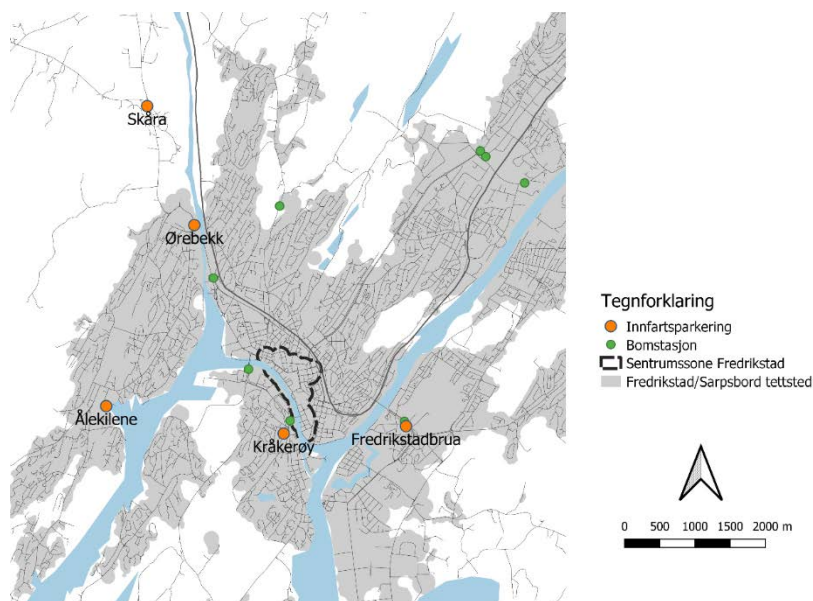 Skåra
Ørebekk
Ålekilene
Kråkerøy
Fredrikstadbrua
Tegnforklaring
Innfartsparkering
Bomstasjon
Sentrumssone Fredrikstad
Fredrikstad/Sarpsbord tettsted
0 500 1000 1500 2000 m